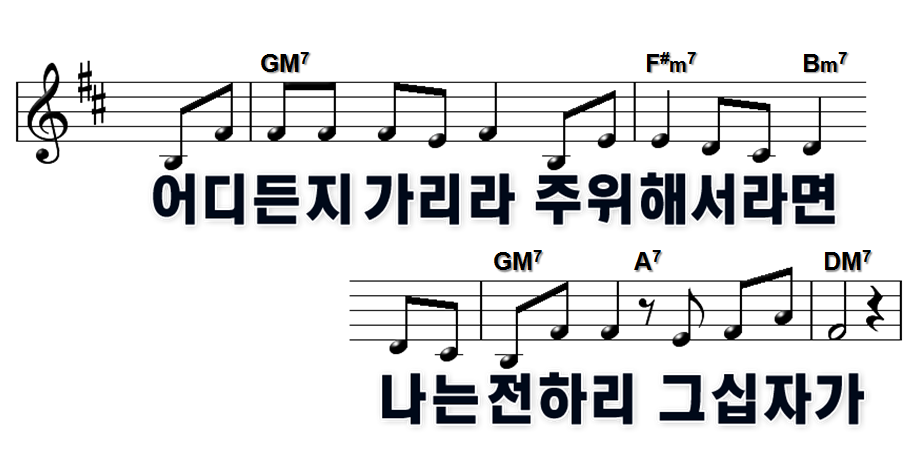 GM7 F#m7 Bm7
어디든지 가리라 주위해서라면
GM7 A7 DM7
나는 전하리 그십자가